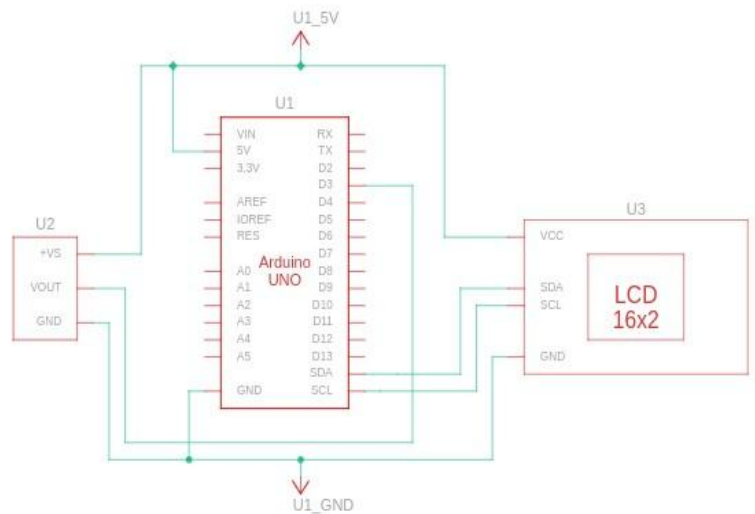 U1_5V
U1
VIN
5V
3.3V
AREF
IOREF
RES
A0
A1
A2
A3
A4
A5
GND
RX
TX
D2
D3
D4
D5
D6
D7
D8
D9
D10
D11
D12
D13
SDA
SCL
Arduino
UNO
U2
+VS
VOUT
GND
U3
VCC
SDA
SCL
GND
LCD
16x2
U1_GND